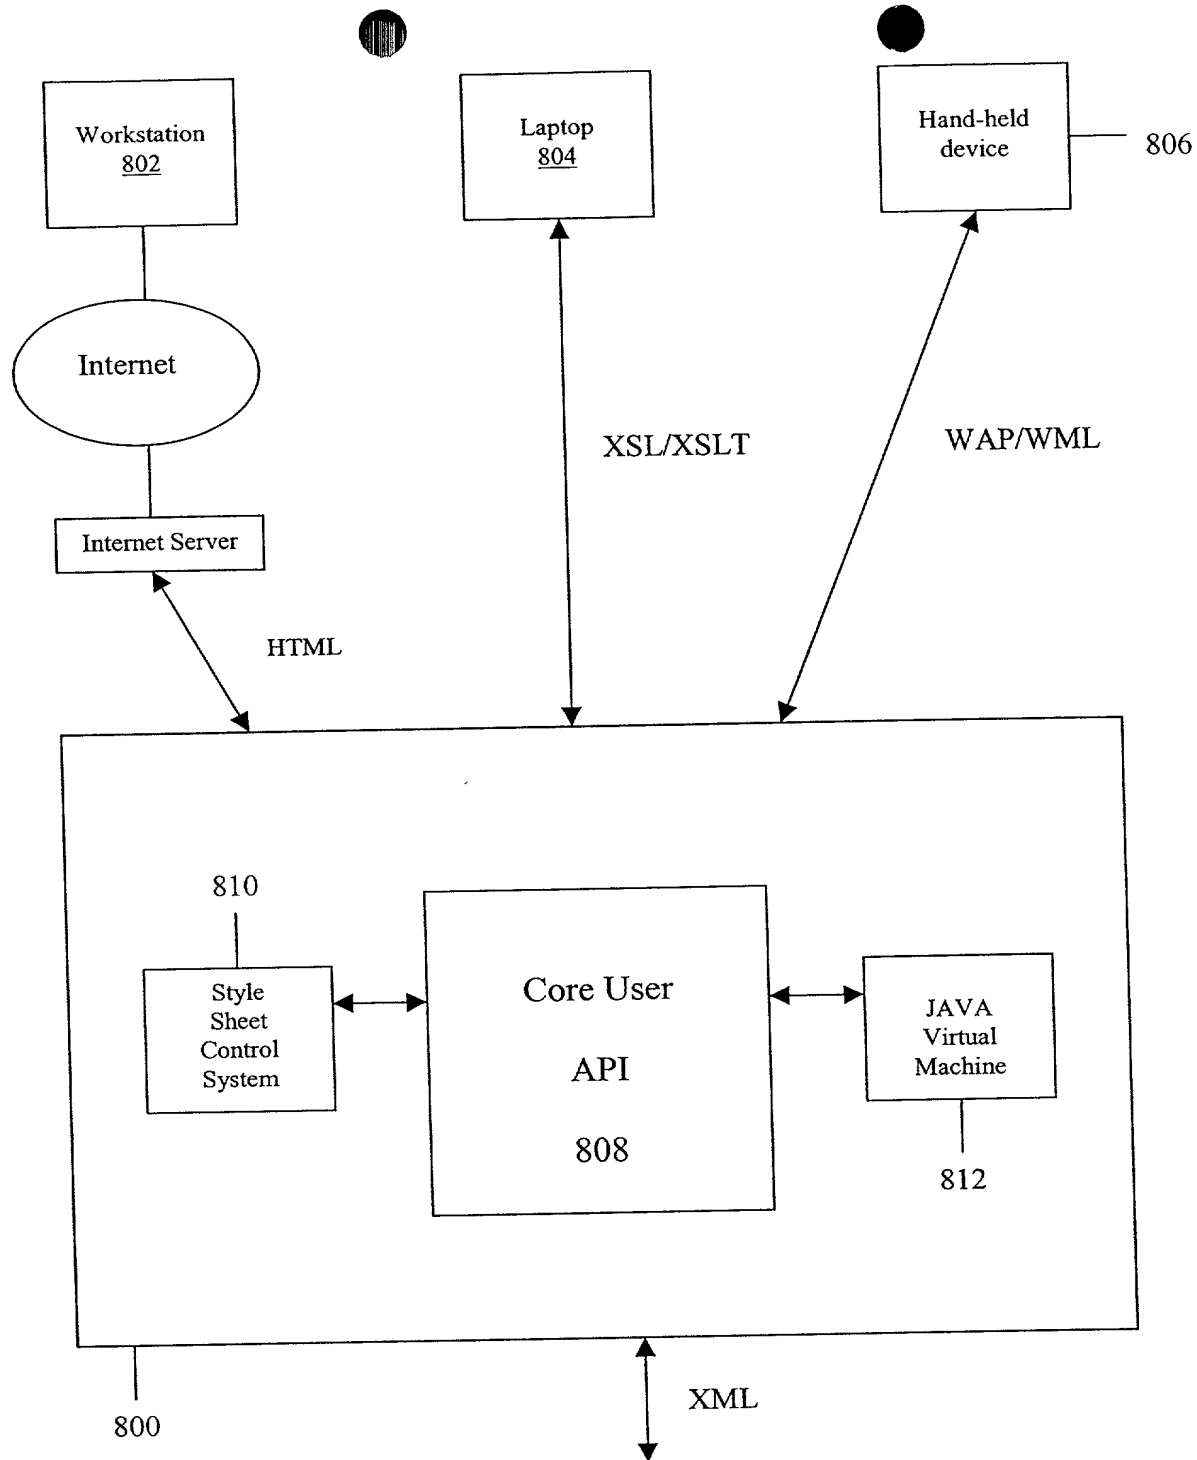 Workstation
802
Laptop
804
Hand-held
device
806
Internet
XSL/XSLT
WAP/WML
Internet Server
HTML
810
Style
Sheet
Control
System
Core User
API
808
JAVA
Virtual
Machine
812
800
XML